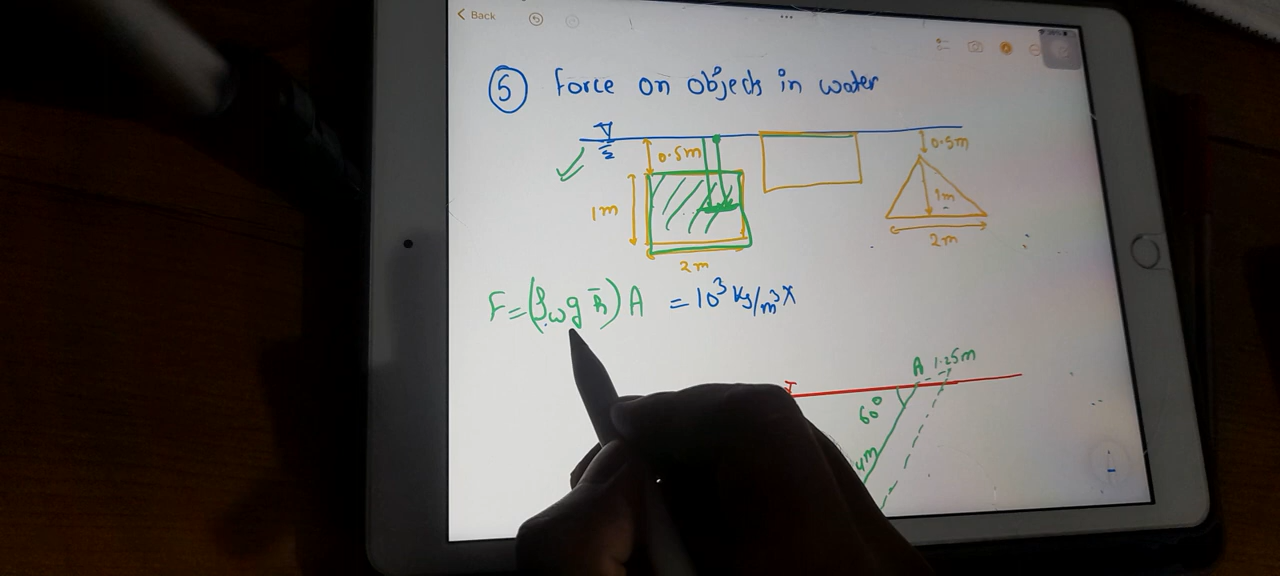 Back
5 Force on objects in water
0.5m
0.5m
1m
1m
2m
2m
F=(ρwg h̄)A = 10³ kg/m³ x
A 1.25m
60°
4m